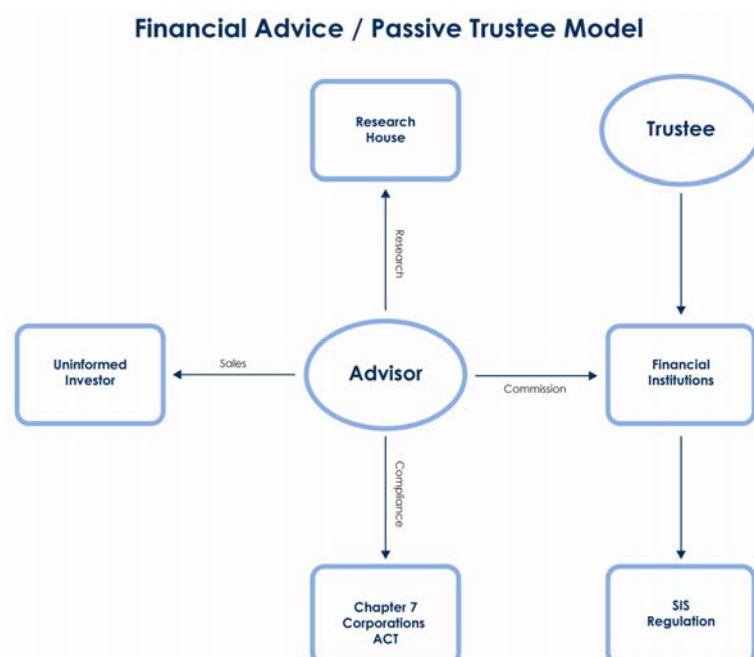 Financial Advice / Passive Trustee Model
Research
House
Trustee
Research
Uninformed
Investor
Sales
Advisor
Commission
Financial
Institutions
Compliance
Chapter 7
Corporations
ACT
SIS
Regulation